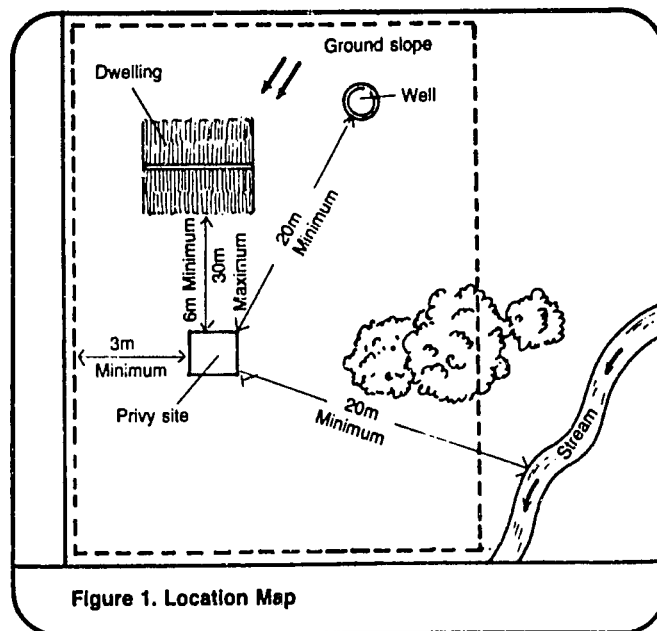 Ground slope
Dwelling
Well
20m
Minimum
6m Minimum
30m
Maximum
3m
Minimum
Privy site
20m
Minimum
Stream
Figure 1. Location Map